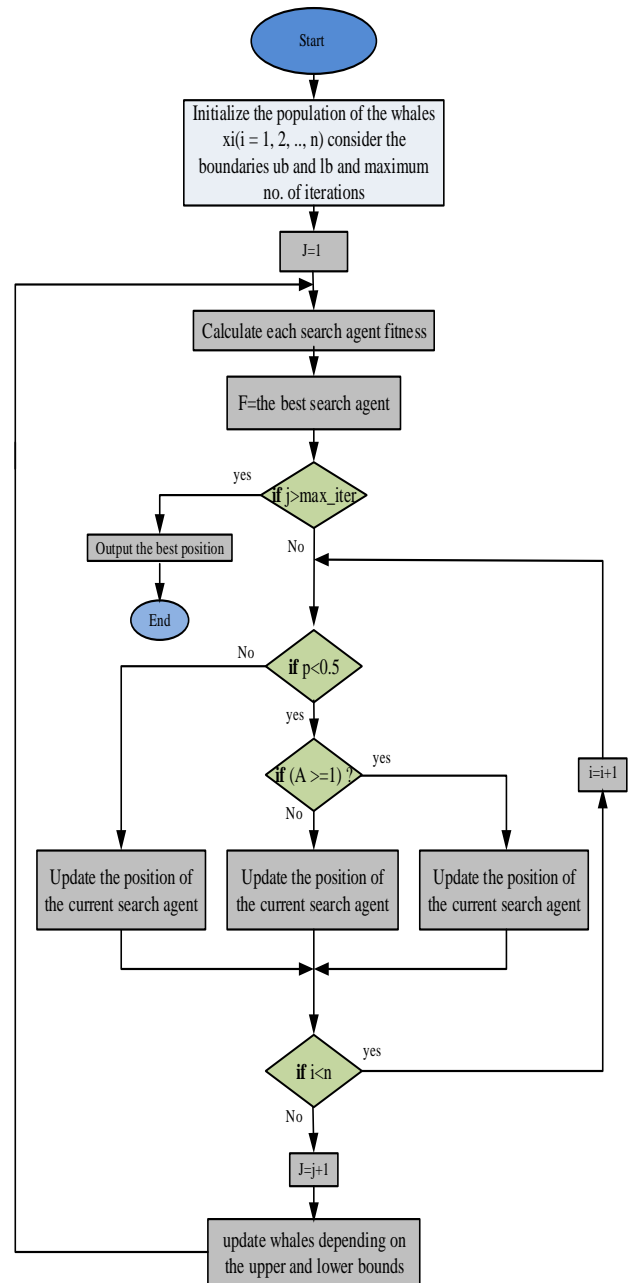 Start
Initialize the population of the whales
xi(i = 1, 2, .., n) consider the
boundaries ub and lb and maximum
no. of iterations
J=1
Calculate each search agent fitness
F=the best search agent
if j>max_iter
yes
No
Output the best position
End
if p<0.5
No
yes
if (A >=1) ?
yes
No
i=i+1
Update the position of
the current search agent
Update the position of
the current search agent
Update the position of
the current search agent
if i<n
yes
No
J=j+1
update whales depending on
the upper and lower bounds